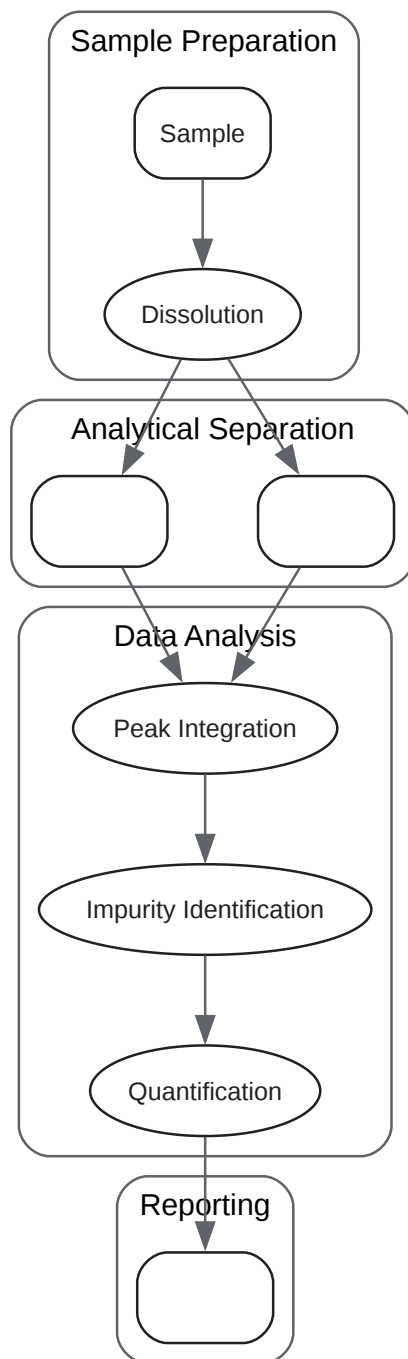 Sample Preparation
Sample
Dissolution
Analytical Separation
Data Analysis
Peak Integration
Impurity Identification
Quantification
Reporting